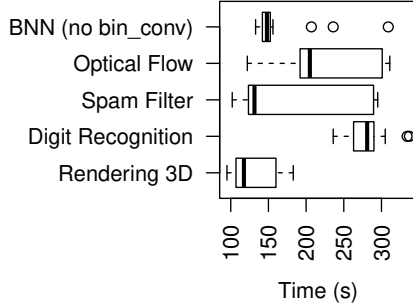 BNN (no bin_conv)
Optical Flow
Spam Filter
Digit Recognition
Rendering 3D
100
150
200
250
300
Time (s)